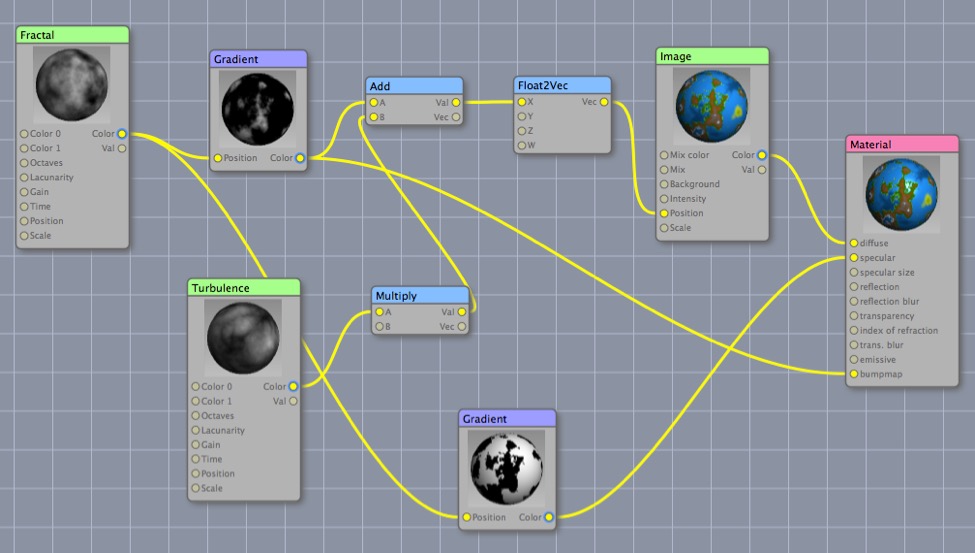 Fractal
Color 0 Color
Color 1 Val
Octaves
Lacunarity
Gain
Time
Position
Scale
Gradient
Position Color
Add
A Val
B Vec
Float2Vec
X Vec
Y
Z
W
Image
Mix color Color
Mix Val
Background
Intensity
Position
Scale
Material
diffuse
specular
specular size
reflection
reflection blur
transparency
index of refraction
trans. blur
emissive
bumpmap
Turbulence
Color 0 Color
Color 1 Val
Octaves
Lacunarity
Gain
Time
Position
Scale
Multiply
A Val
B Vec
Gradient
Position Color